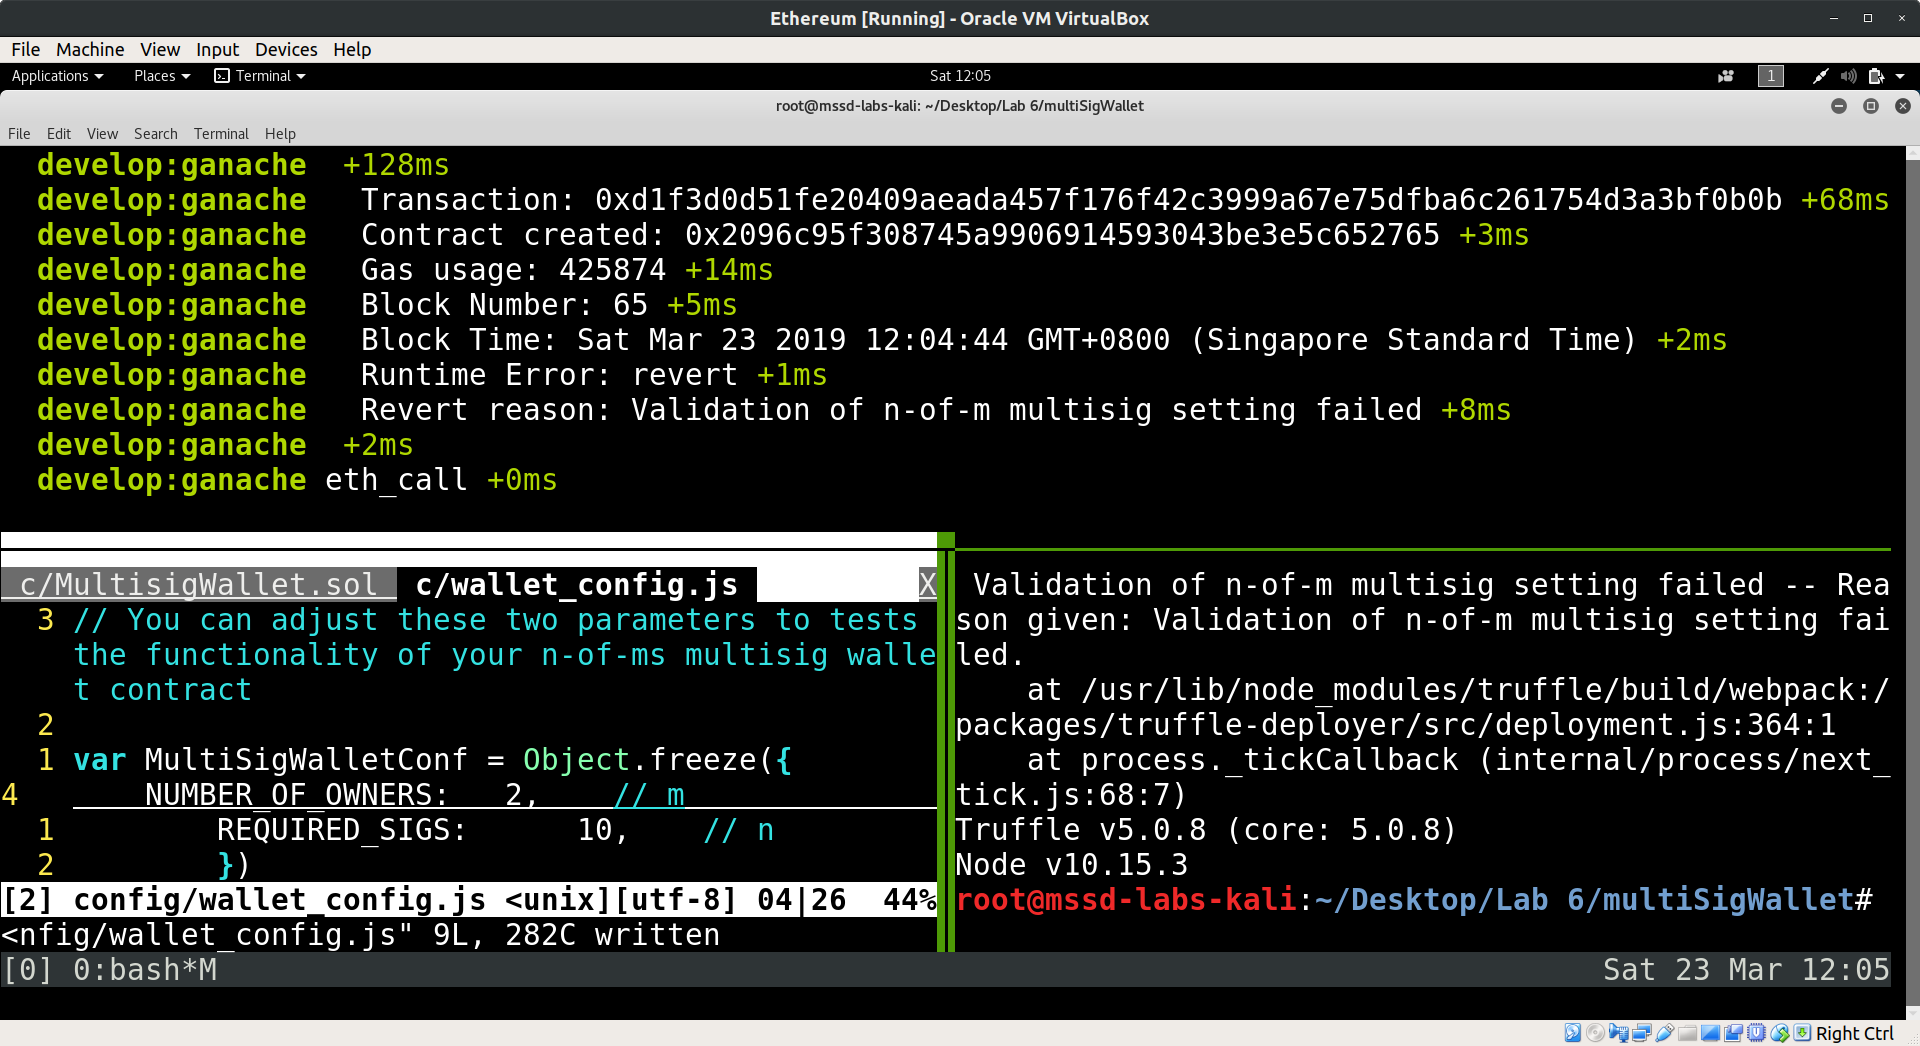 Ethereum [Running] - Oracle VM VirtualBox
File Machine View Input Devices Help
Applications Places Terminal Sat 12:05 1
root@mssd-labs-kali: ~/Desktop/Lab 6/multiSigWallet
File Edit View Search Terminal Help
develop:ganache +128ms
develop:ganache Transaction: 0xd1f3d0d51fe20409aeada457f176f42c3999a67e75dfba6c261754d3a3bf0b0b +68ms
develop:ganache Contract created: 0x2096c95f308745a9906914593043be3e5c652765 +3ms
develop:ganache Gas usage: 425874 +14ms
develop:ganache Block Number: 65 +5ms
develop:ganache Block Time: Sat Mar 23 2019 12:04:44 GMT+0800 (Singapore Standard Time) +2ms
develop:ganache Runtime Error: revert +1ms
develop:ganache Revert reason: Validation of n-of-m multisig setting failed +8ms
develop:ganache +2ms
develop:ganache eth_call +0ms
c/MultisigWallet.sol c/wallet_config.js X
3 // You can adjust these two parameters to tests
the functionality of your n-of-ms multisig walle
t contract
2
1 var MultiSigWalletConf = Object.freeze({
4 NUMBER_OF_OWNERS: 2, // m
1 REQUIRED_SIGS: 10, // n
2 })
[2] config/wallet_config.js <unix][utf-8] 04|26 44%
<nfig/wallet_config.js" 9L, 282C written
Validation of n-of-m multisig setting failed -- Rea
son given: Validation of n-of-m multisig setting fai
led.
at /usr/lib/node_modules/truffle/build/webpack:/
packages/truffle-deployer/src/deployment.js:364:1
at process._tickCallback (internal/process/next_
tick.js:68:7)
Truffle v5.0.8 (core: 5.0.8)
Node v10.15.3
root@mssd-labs-kali:~/Desktop/Lab 6/multiSigWallet#
[0] 0:bash*M Sat 23 Mar 12:05
Right Ctrl